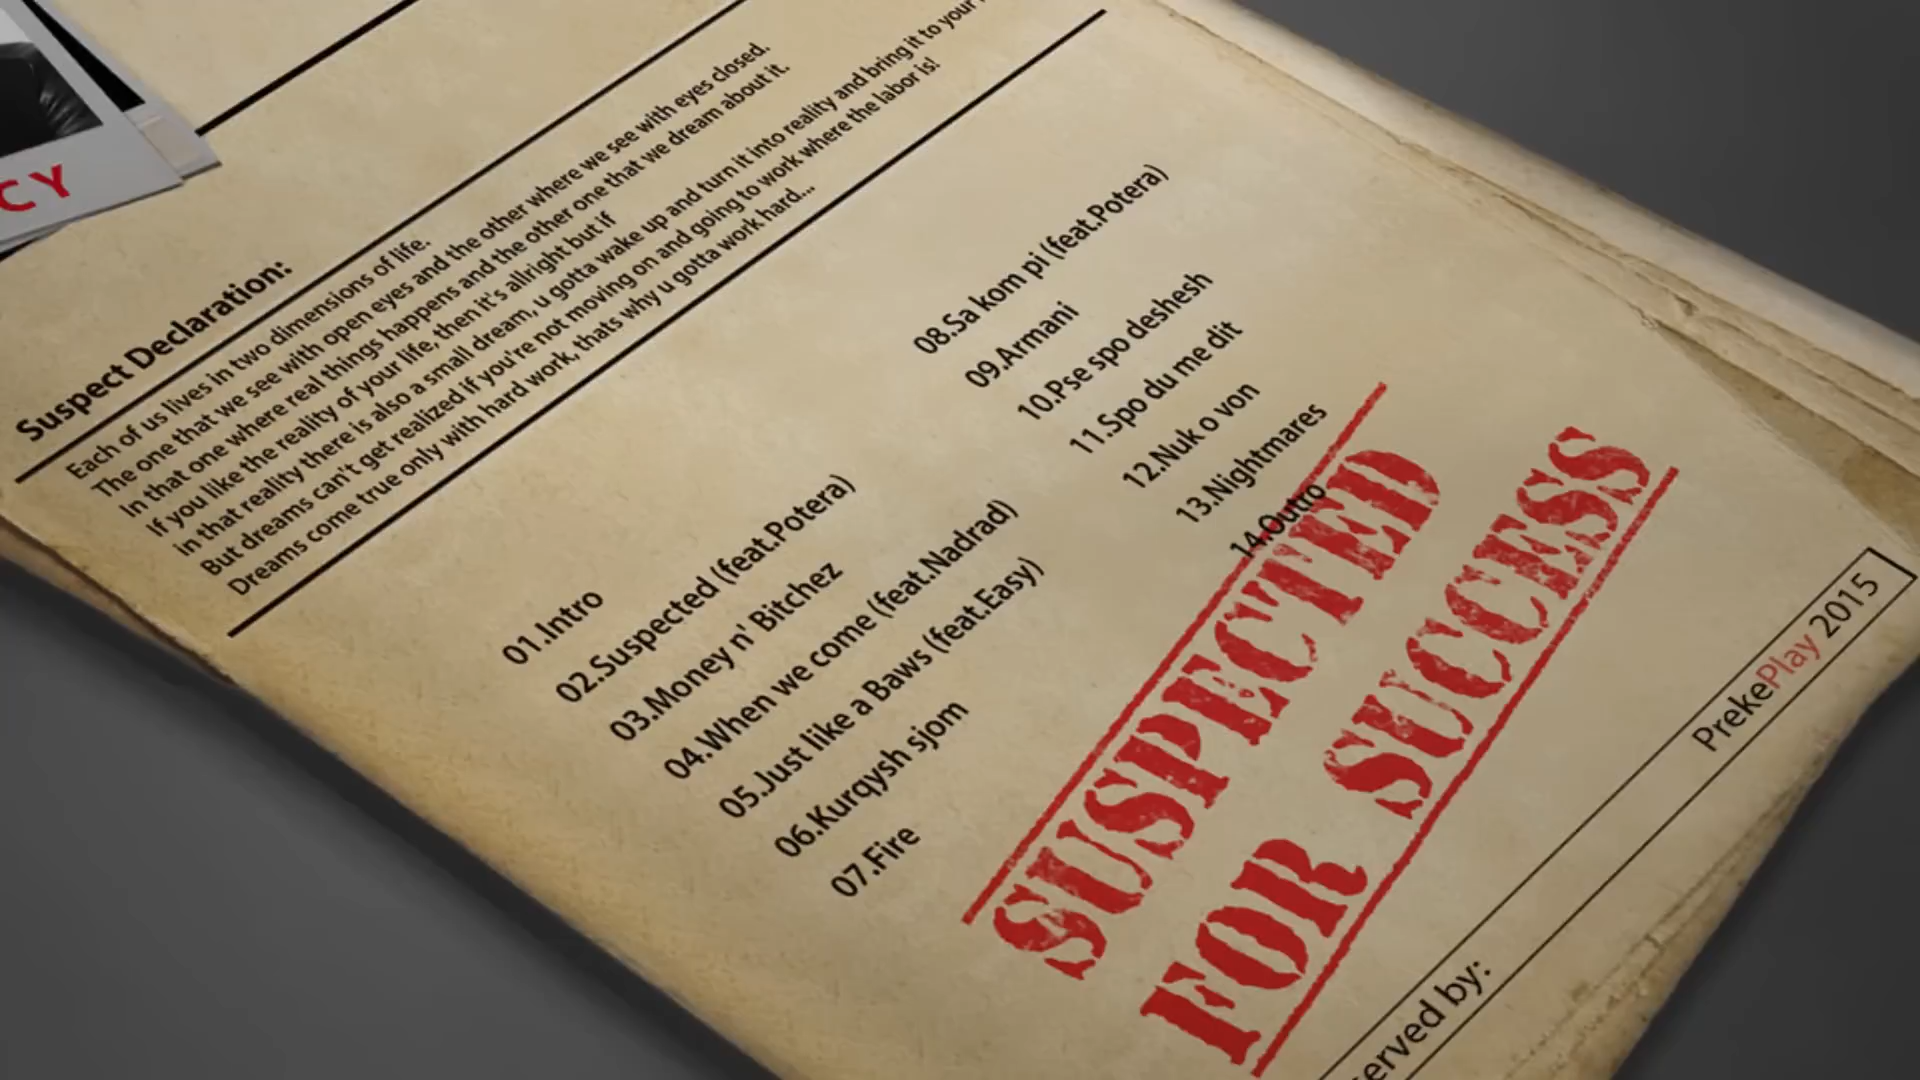 CY
Suspect Declaration:
Each of us lives in two dimensions of life.
The one that we see with open eyes and the other where we see with eyes closed.
In that one where real things happens and the other one that we dream about it.
If you like the reality of your life, then it's allright but if
in that reality there is also a small dream, u gotta wake up and turn it into reality and bring it to your
But dreams can't get realized if you're not moving on and going to work where the labor is!
Dreams come true only with hard work, thats why u gotta work hard...
01.Intro
02.Suspected (feat.Potera)
03.Money n' Bitchez
04.When we come (feat.Nadrad)
05.Just like a Baws (feat.Easy)
06.Kurqysh sjom
07.Fire
08.Sa kom pi (feat.Potera)
09.Armani
10.Pse spo deshesh
11.Spo du me dit
12.Nuk o von
13.Nightmares
14.Outro
SUSPECTED
FOR SUCCESS
served by:
PrekePlay 2015